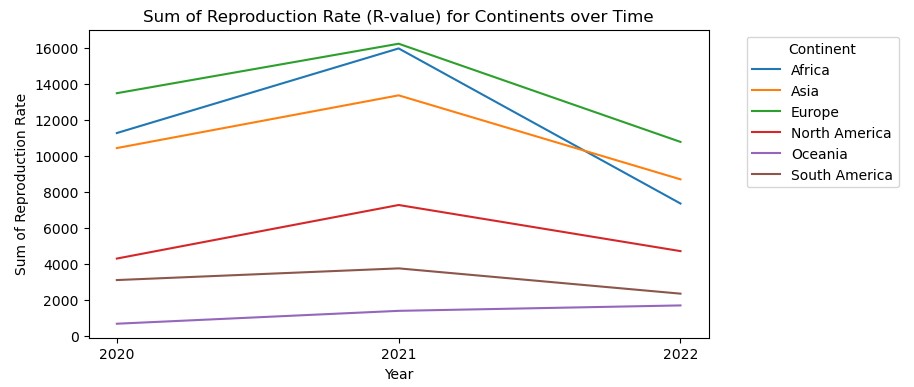 Sum of Reproduction Rate (R-value) for Continents over Time
Sum of Reproduction Rate
16000
14000
12000
10000
8000
6000
4000
2000
0
2020
2021
2022
Year
Continent
Africa
Asia
Europe
North America
Oceania
South America